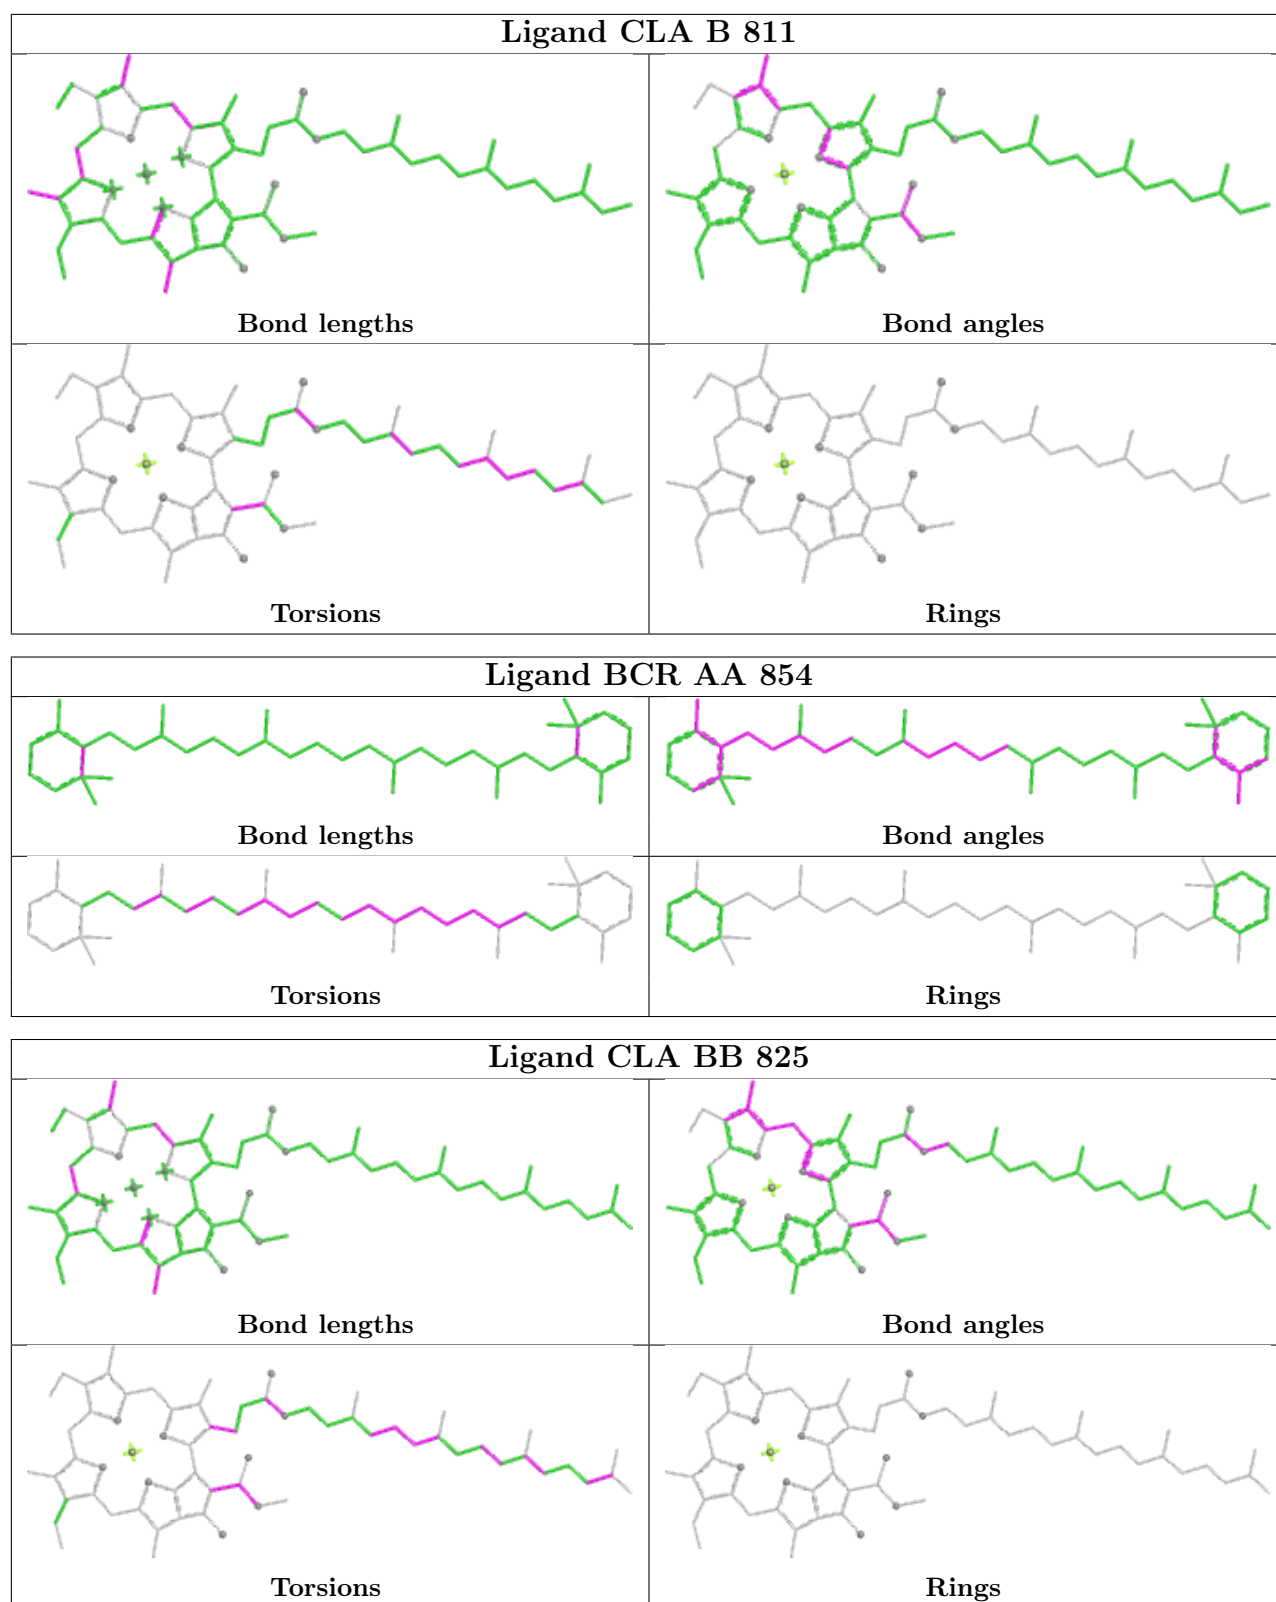 Ligand CLA B 811
Bond lengths
Bond angles
Torsions
Rings
Ligand BCR AA 854
Bond lengths
Bond angles
Torsions
Rings
Ligand CLA BB 825
Bond lengths
Bond angles
Torsions
Rings